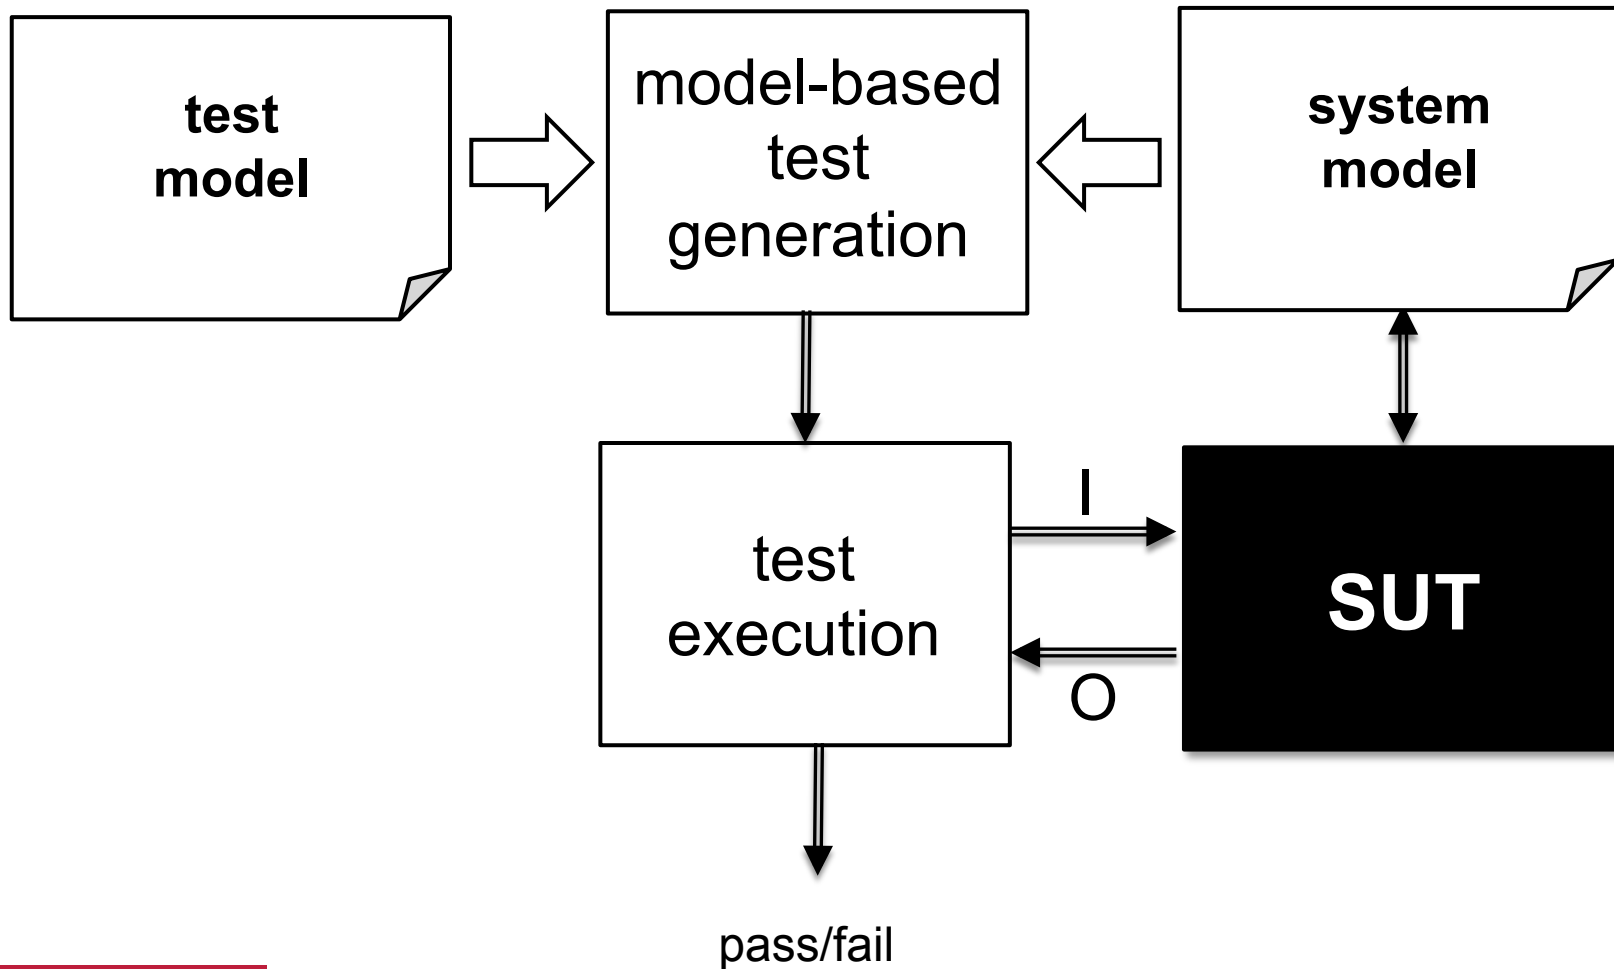 test
model
model-based
test
generation
system
model
test
execution
I
O
SUT
pass/fail